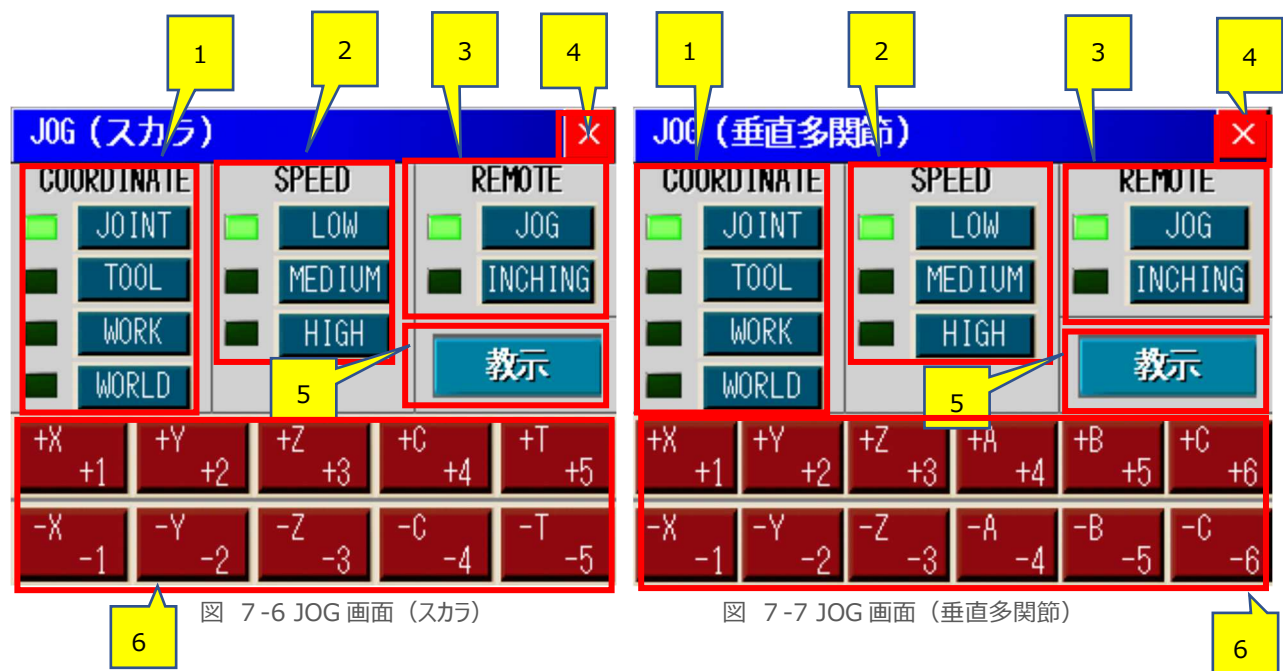 1 2 3 4
JOG (スカラ) ×
COORDINATE SPEED REMOTE
JOINT LOW JOG
TOOL MEDIUM INCHING
WORK HIGH
WORLD
教示
5
+X +1 +Y +2 +Z +3 +C +4 +T +5
-X -1 -Y -2 -Z -3 -C -4 -T -5
6
図 7-6 JOG 画面（スカラ）
1 2 3 4
JOG (垂直多関節) ×
COORDINATE SPEED REMOTE
JOINT LOW JOG
TOOL MEDIUM INCHING
WORK HIGH
WORLD
教示
5
+X +1 +Y +2 +Z +3 +A +4 +B +5 +C +6
-X -1 -Y -2 -Z -3 -A -4 -B -5 -C -6
図 7-7 JOG 画面（垂直多関節）
6